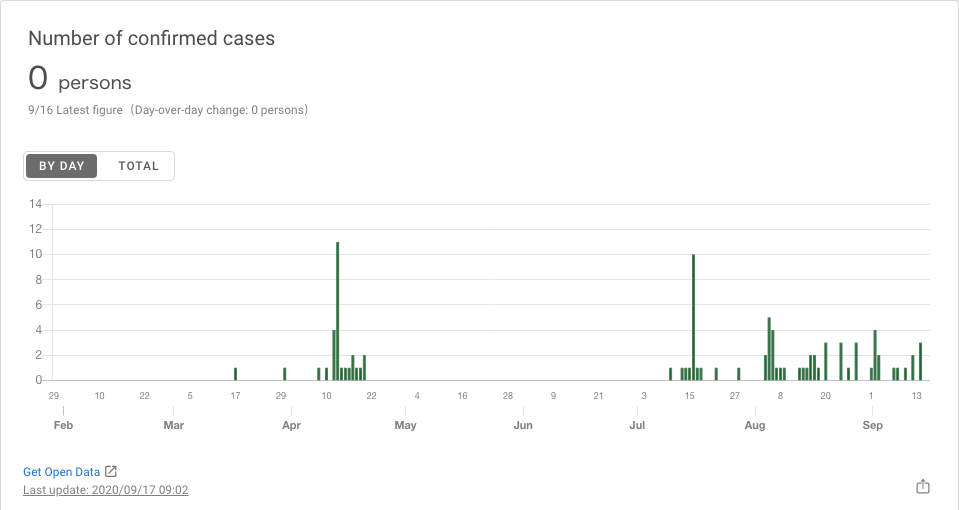 Number of confirmed cases
0 persons
9/16 Latest figure（Day-over-day change: 0 persons）
BY DAY TOTAL
14
12
10
8
6
4
2
0
29 10 22 5 17 29 10 22 4 16 28 9 21 3 15 27 8 20 1 13
Feb Mar Apr May Jun Jul Aug Sep
Get Open Data
Last update: 2020/09/17 09:02